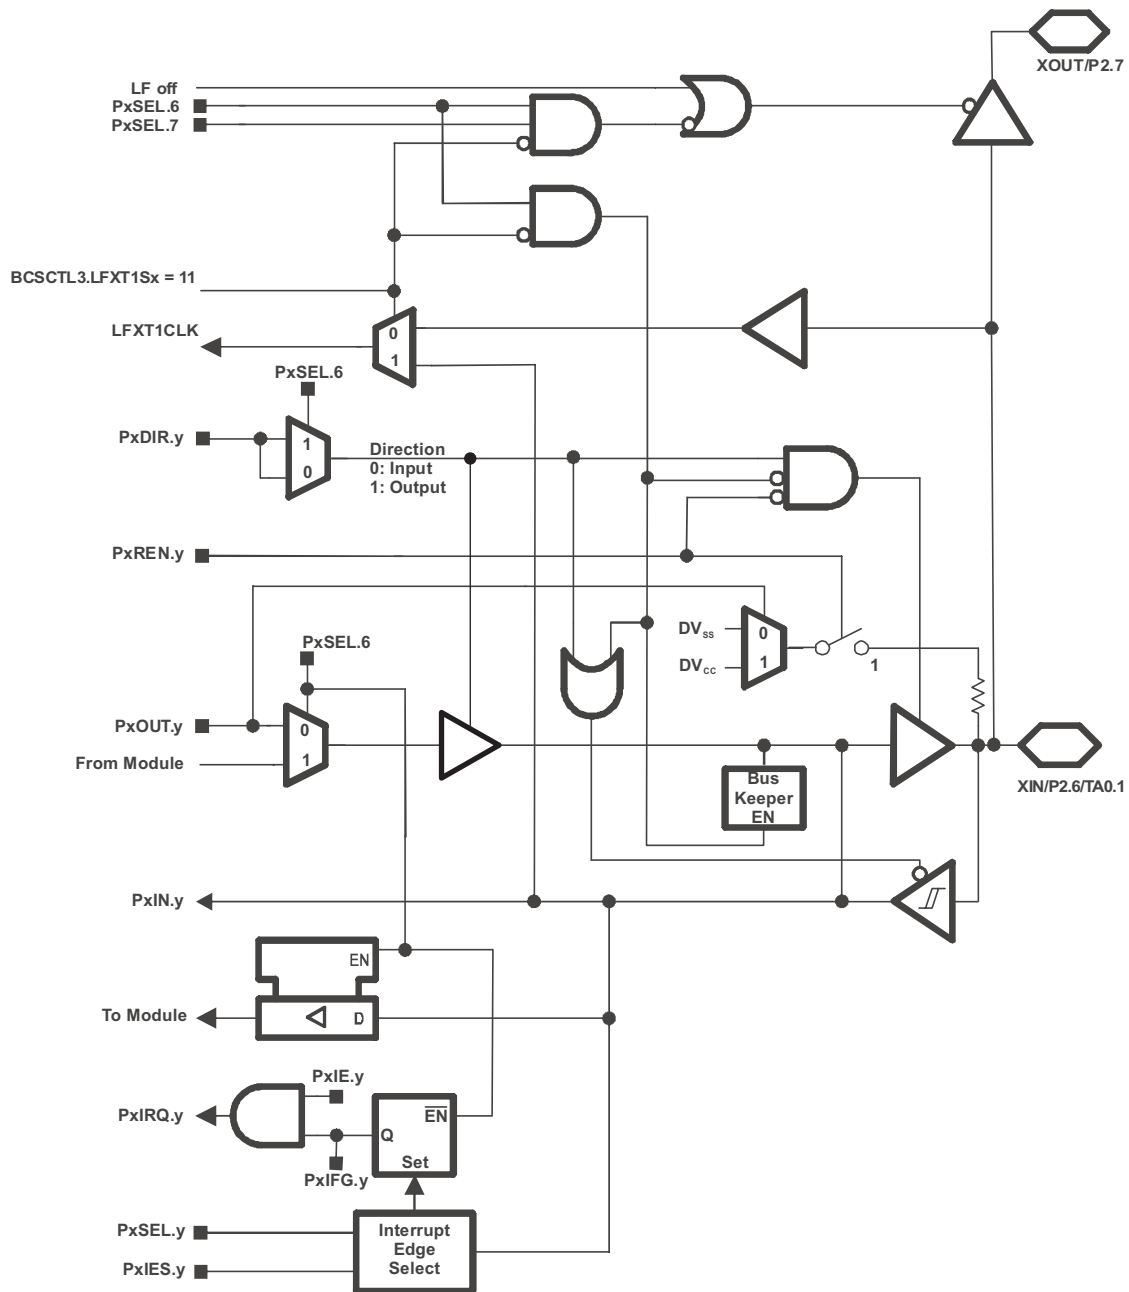 XOUT/P2.7
LF off
PxSEL.6
PxSEL.7
BCSCTL3.LFXT1Sx = 11
LFXT1CLK
0
1
PxSEL.6
PxDIR.y
1
0
Direction
0: Input
1: Output
PxREN.y
DVSS
DVCC
0
1
1
PxSEL.6
PxOUT.y
From Module
0
1
Bus
Keeper
EN
XIN/P2.6/TA0.1
PxIN.y
EN
To Module
D
PxIE.y
PxIRQ.y
EN
Q
Set
PxIFG.y
PxSEL.y
PxIES.y
Interrupt
Edge
Select